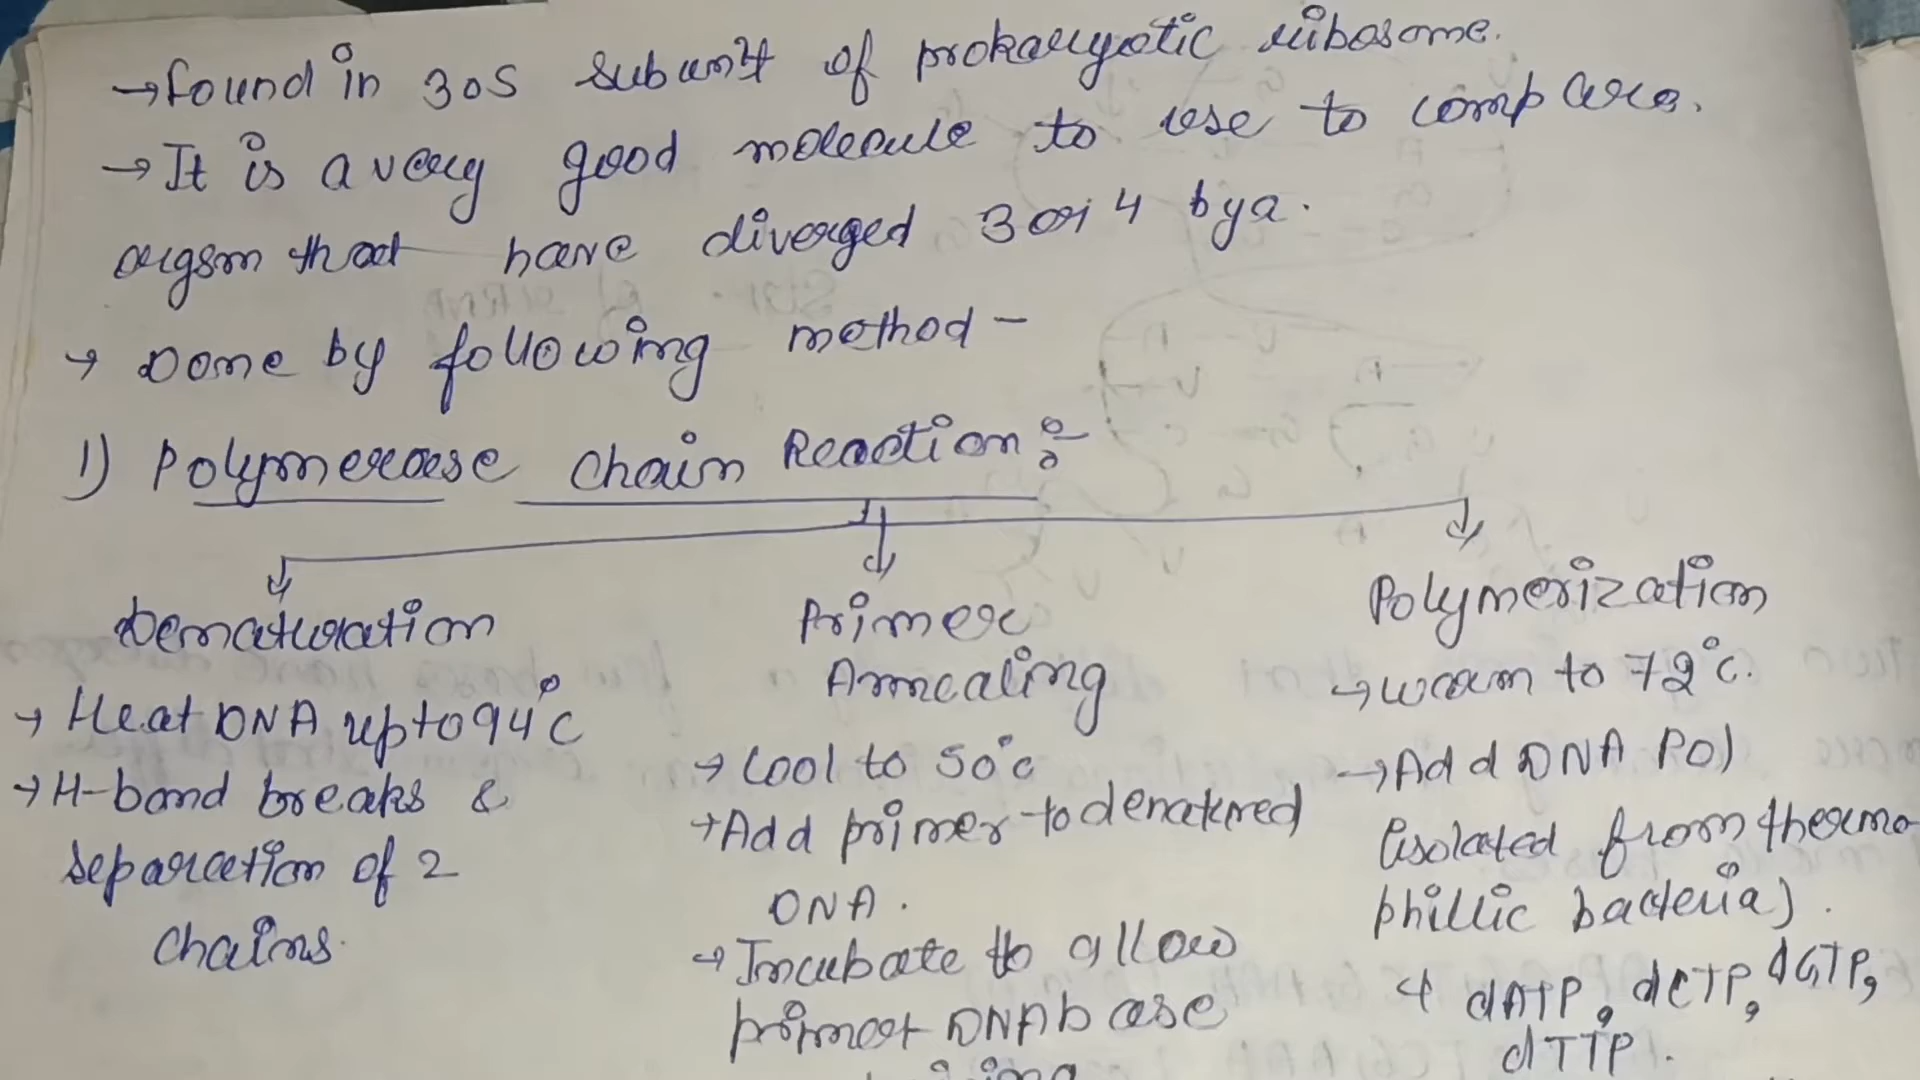 → found in 30S subunit of prokaryotic ribosome.
→ It is a very good molecule to use to compare.
orgsm that have diverged 3 or 4 bya.
→ Done by following method -
1) Polymerase chain Reaction :-
Denaturation
→ Heat DNA upto 94°C
→ H-bond breaks &
separation of 2
chains.
Primer
Annealing
→ Cool to 50°C
→ Add primer to denatured
DNA.
→ Incubate to allow
primer DNA base
Polymerization
→ warm to 72°C.
→ Add DNA Pol
(isolated from thermo-
phillic bacteria).
dATP, dCTP, dGTP,
dTTP.